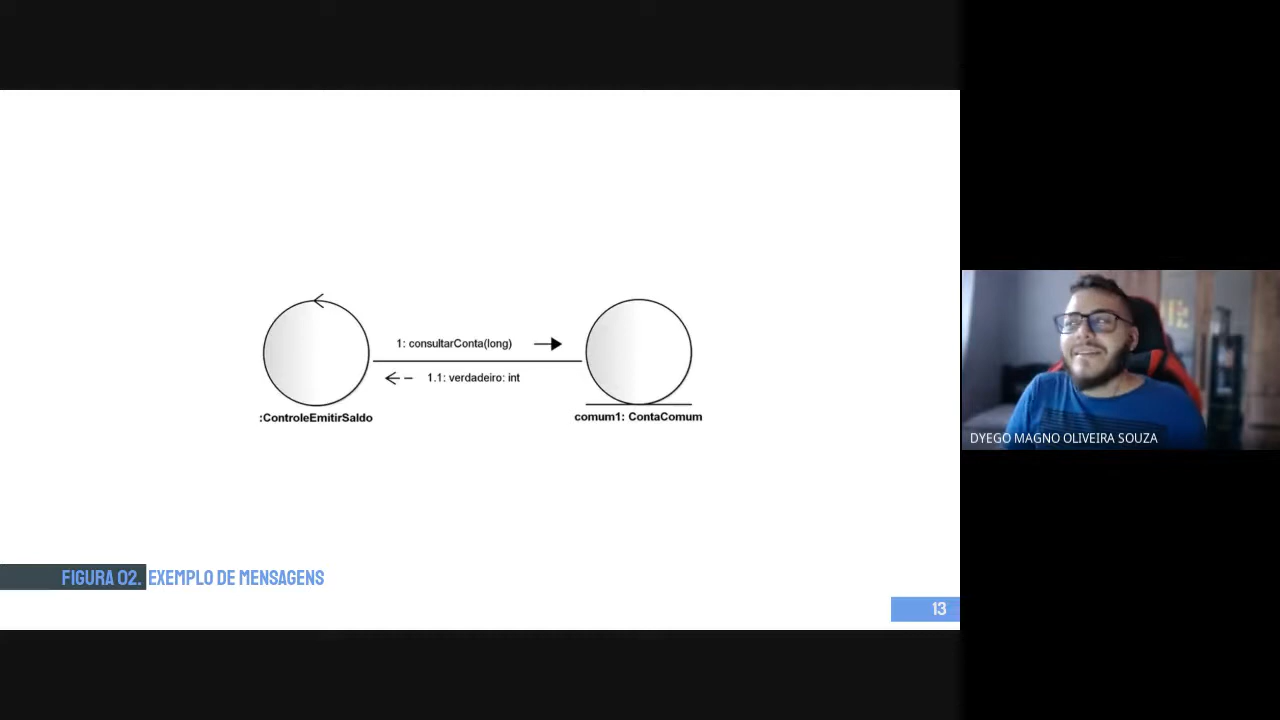 1: consultarConta(long)
1.1: verdadeiro: int
:ControleEmitirSaldo
comum1: ContaComum
FIGURA 02. EXEMPLO DE MENSAGENS
13
DYEGO MAGNO OLIVEIRA SOUZA